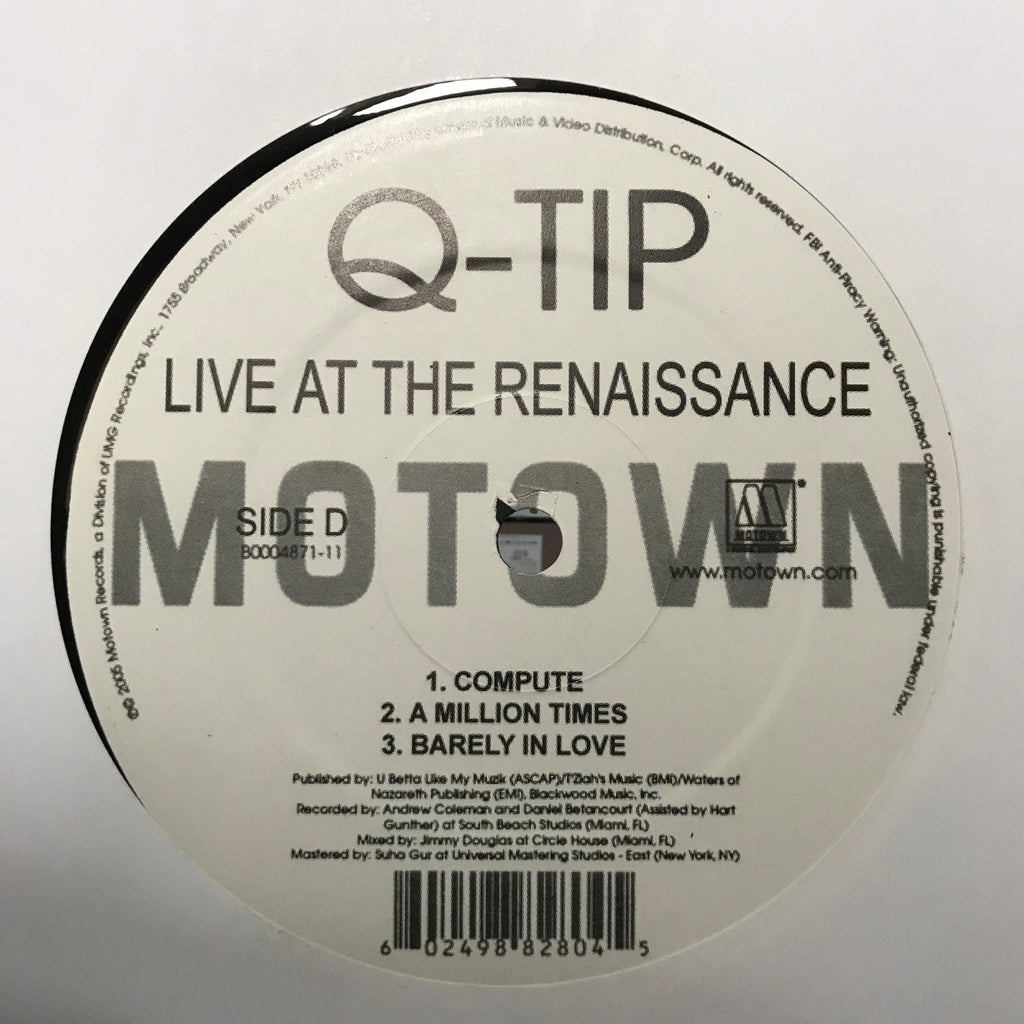 ℗© 2005 Motown Records, a Division of UMG Recordings, Inc., 1755 Broadway, New York, NY Music & Video Distribution, Corp. All rights reserved. FBI Anti-Piracy Warning: Unauthorized copying is punishable under federal law.
Q-TIP
LIVE AT THE RENAISSANCE
MOTOWN
SIDE D
B0004871-11
MOTOWN
www.motown.com
1. COMPUTE
2. A MILLION TIMES
3. BARELY IN LOVE
Published by: U Betta Like My Muzik (ASCAP)/T'Ziah's Music (BMI)/Waters of
Nazareth Publishing (EMI), Blackwood Music, Inc.
Recorded by: Andrew Coleman and Daniel Betancourt (Assisted by Hart
Gunther) at South Beach Studios (Miami, FL)
Mixed by: Jimmy Douglas at Circle House (Miami, FL)
Mastered by: Suha Gur at Universal Mastering Studios - East (New York, NY)
6 02498 82804 5